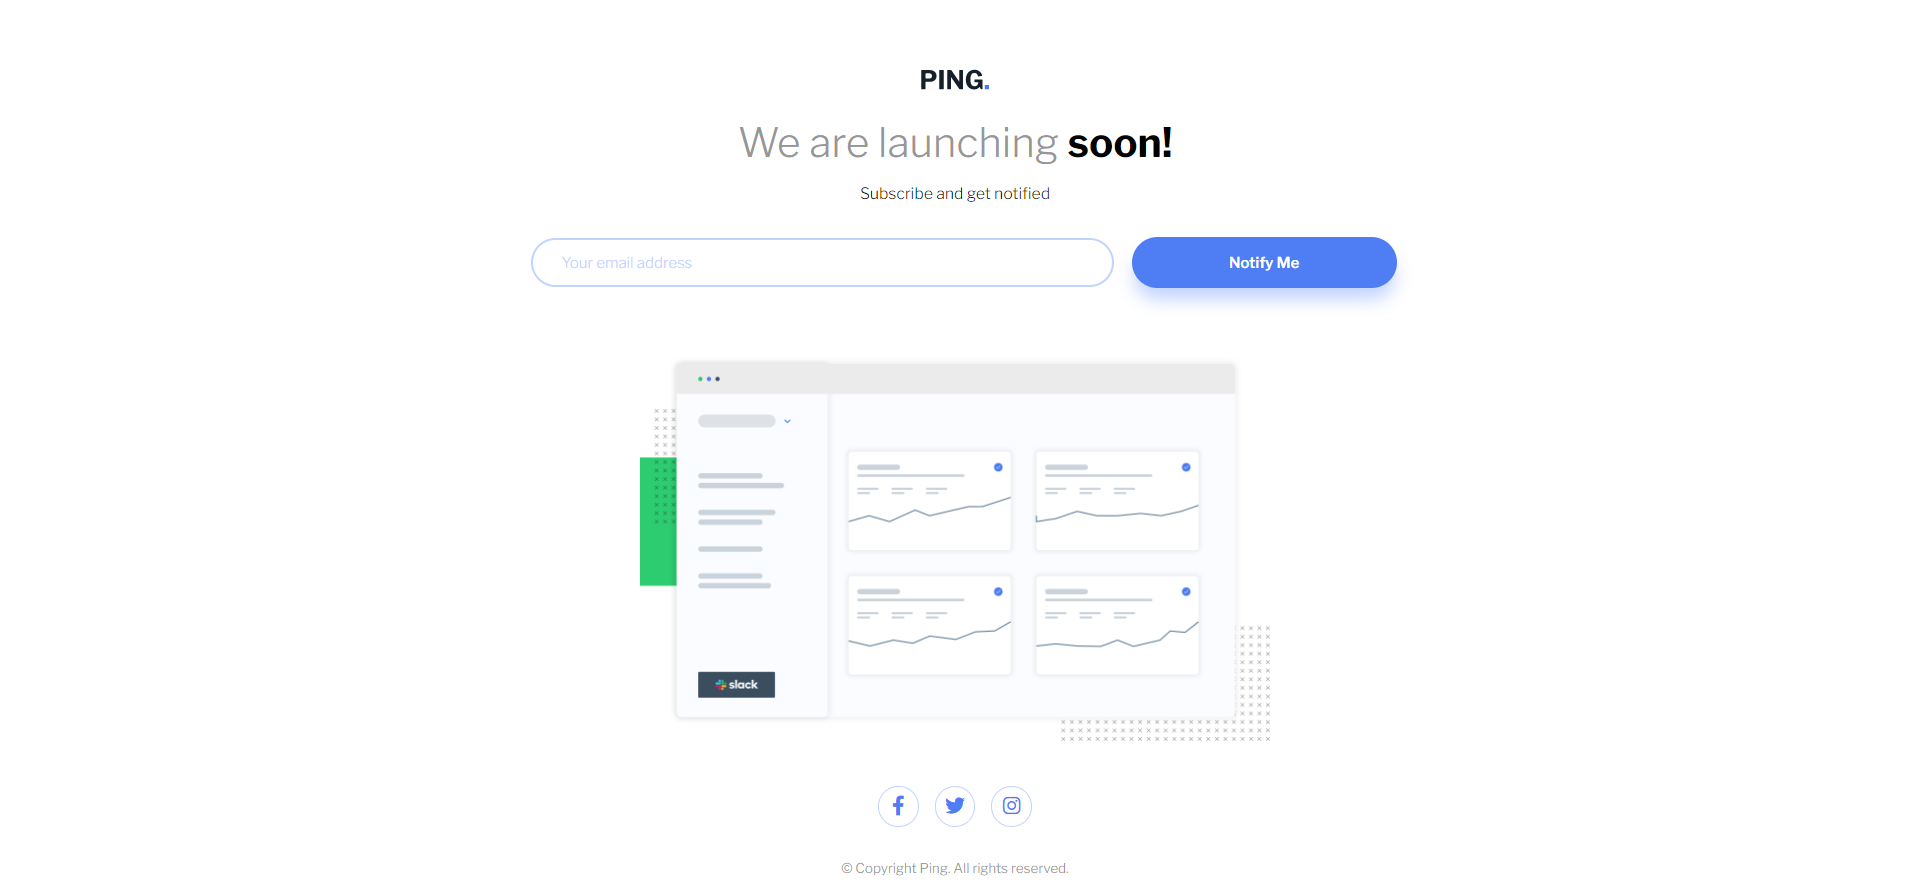 PING.
We are launching soon!
Subscribe and get notified
Your email address
Notify Me
slack
© Copyright Ping. All rights reserved.